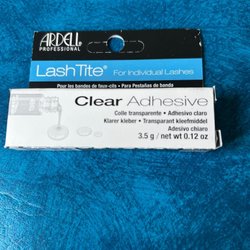 ARDELL
PROFESSIONAL
LashTite® For Individual Lashes
Pour les bandes de faux-cils • Para Pestañas de banda
Clear Adhesive
Colle transparente • Adhesivo claro
Klarer kleber • Transparant kleefmiddel
Adesivo chiaro
3.5 g / net wt 0.12 oz